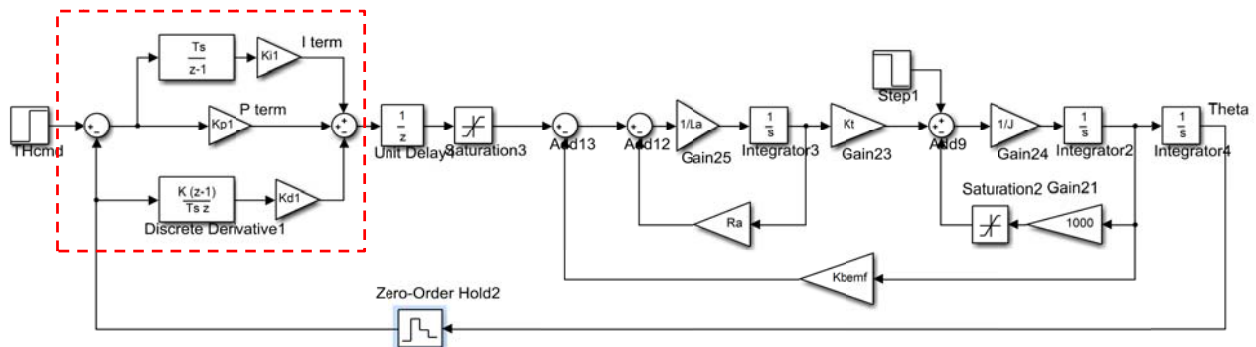 I term
Ts
z-1
Ki1
P term
Kp1
THcmd
K (z-1)
Ts z
Kd1
Discrete Derivative1
1
z
Saturation3
Add13
Add12
1/La
Gain25
1
s
Integrator3
Kt
Gain23
Step1
Add9
1/J
Gain24
1
s
Integrator2
Theta
1
s
Integrator4
Ra
Saturation2
Gain21
1000
Kbemf
Zero-Order Hold2